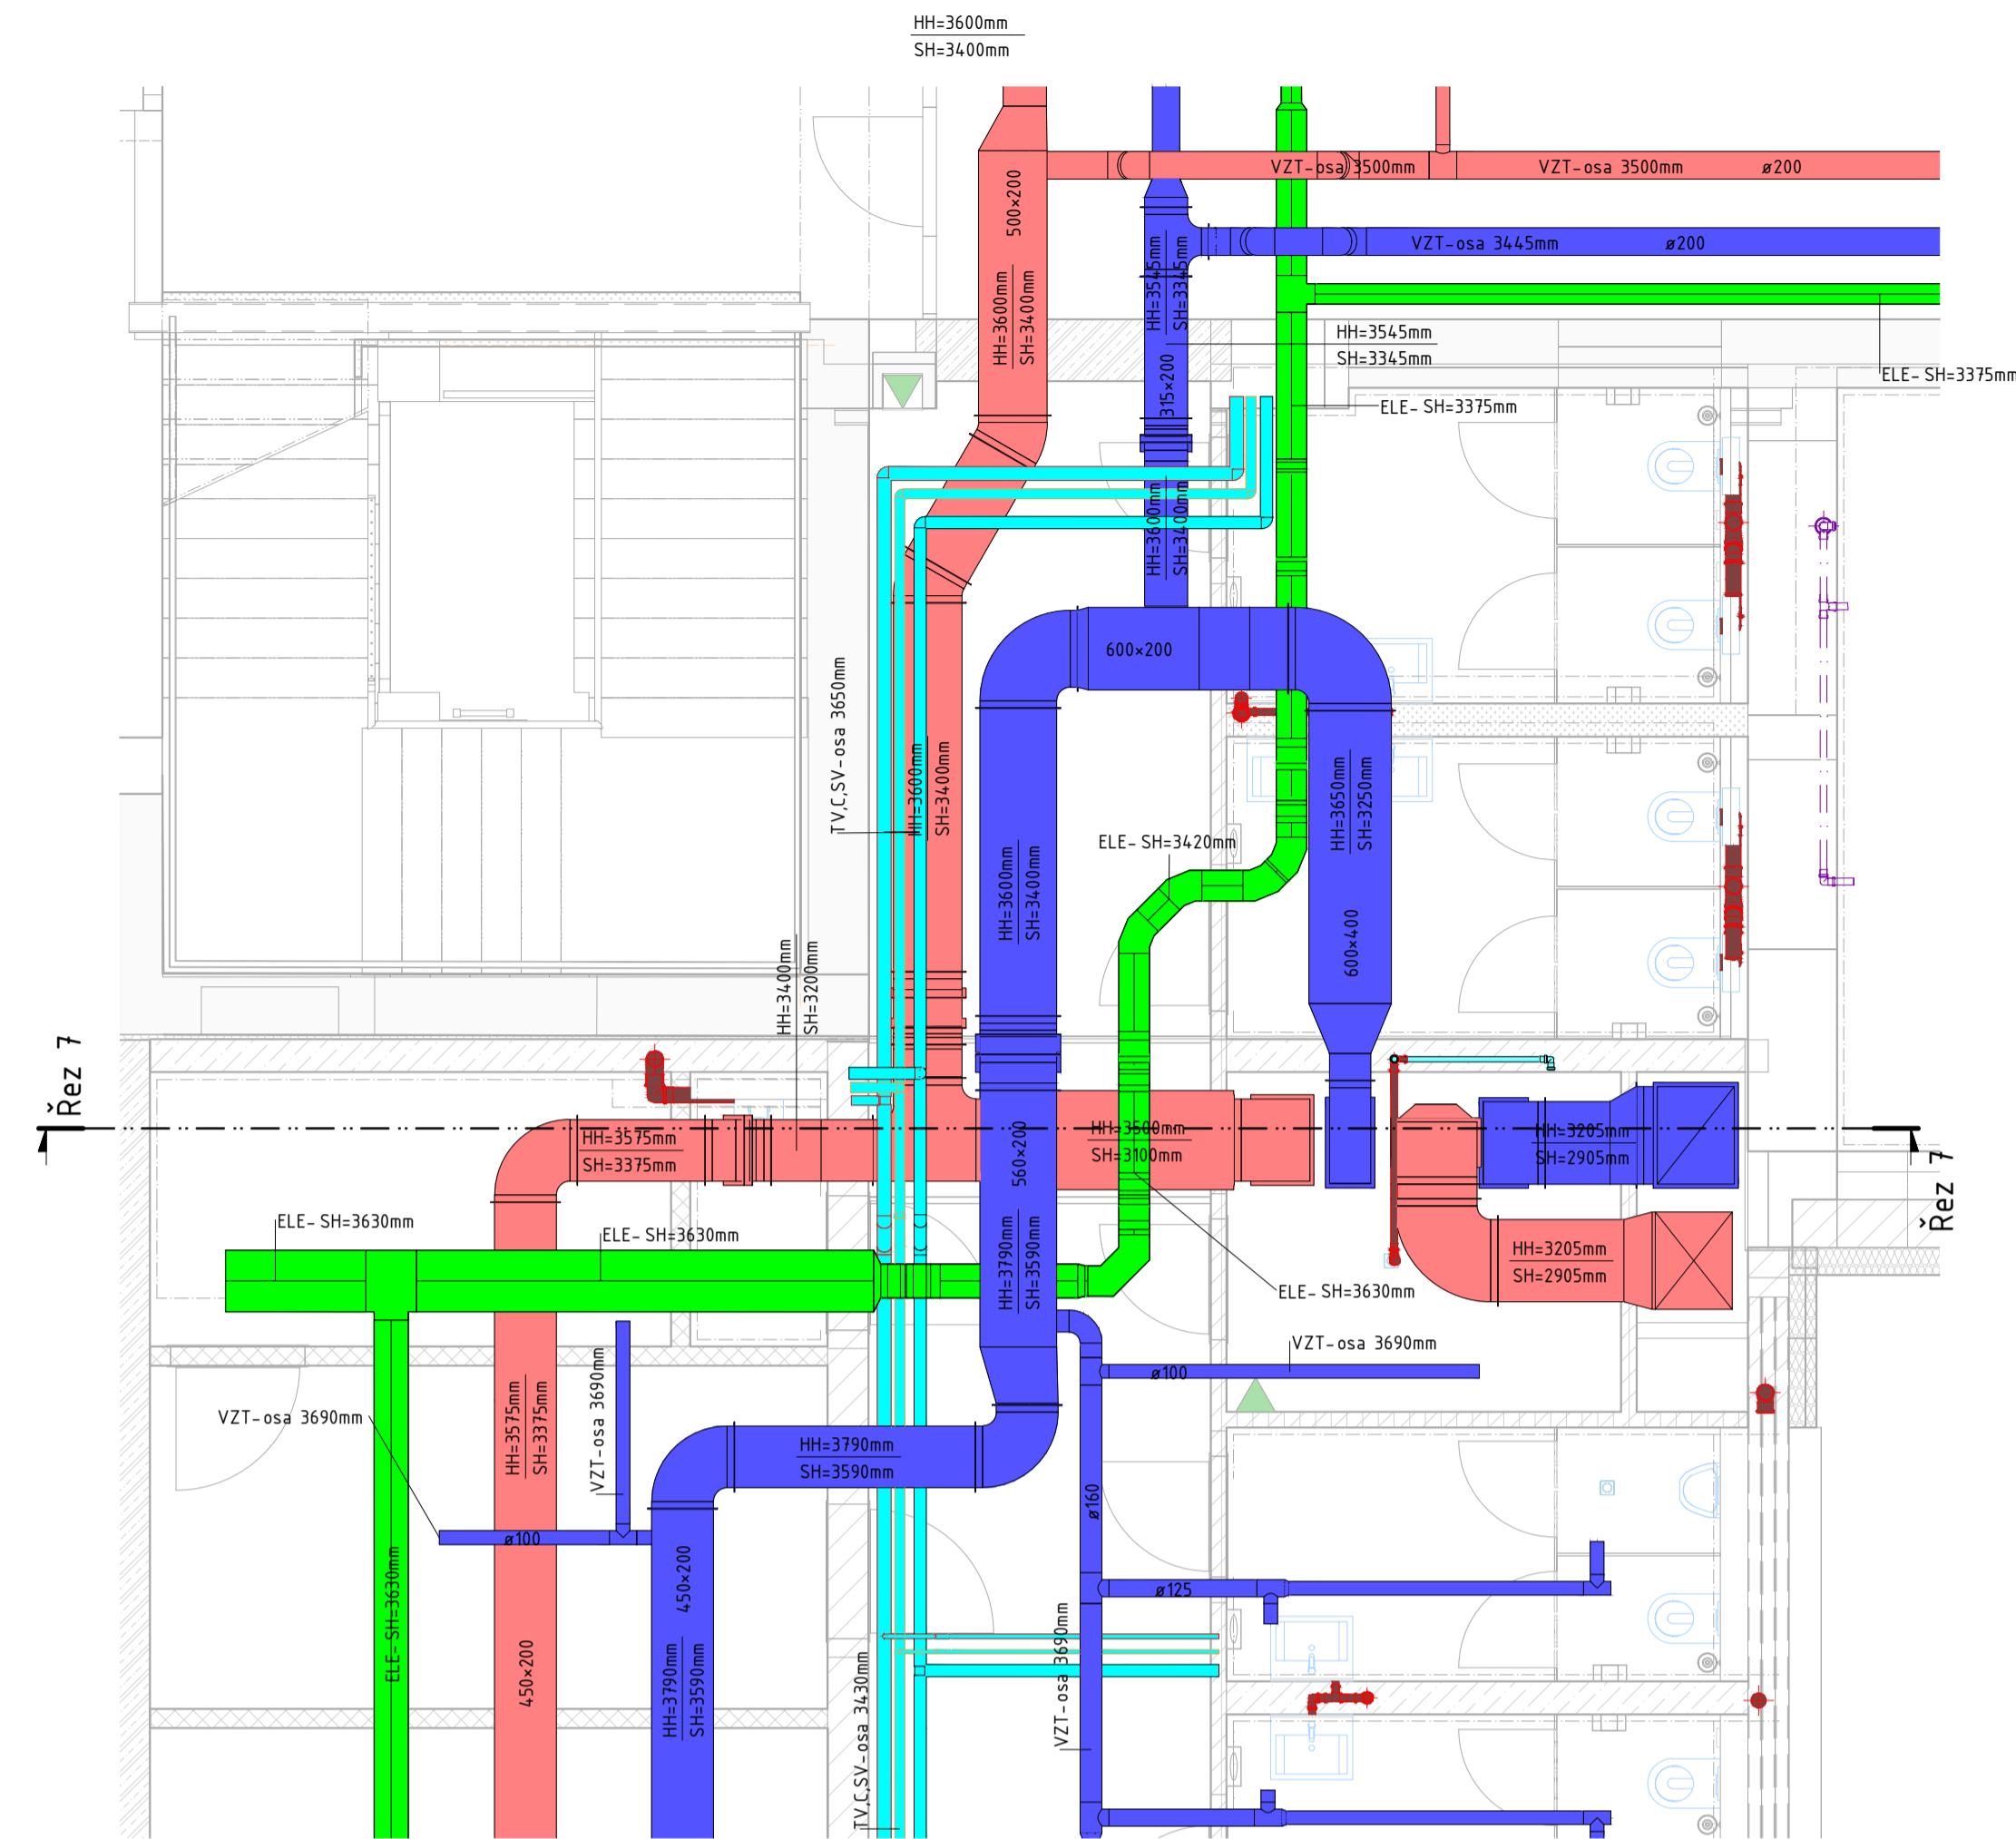 HH=3600mm
SH=3400mm
VZT-osa 3500mm
VZT-osa 3500mm
ø200
500×200
HH=3600mm
SH=3400mm
HH=3545mm
SH=3345mm
VZT-osa 3445mm
ø200
HH=3545mm
SH=3345mm
315×200
ELE- SH=3375mm
ELE- SH=3375mm
HH=3600mm
SH=3400mm
600×200
TV,C,SV-osa 3650mm
HH=3600mm
SH=3400mm
HH=3650mm
SH=3250mm
ELE- SH=3420mm
HH=3600mm
SH=3400mm
600×400
HH=3400mm
SH=3200mm
Řez 7
HH=3575mm
SH=3375mm
560×200
HH=3500mm
SH=3100mm
HH=3205mm
SH=2905mm
Řez 7
ELE- SH=3630mm
ELE- SH=3630mm
HH=3790mm
SH=3590mm
HH=3205mm
SH=2905mm
ELE- SH=3630mm
VZT-osa 3690mm
ø100
HH=3575mm
SH=3375mm
VZT-osa 3690mm
VZT-osa 3690mm
HH=3790mm
SH=3590mm
ø100
ø160
ELE- SH=3630mm
450×200
450×200
HH=3790mm
SH=3590mm
ø125
VZT-osa 3690mm
TV,C,SV-osa 3430mm